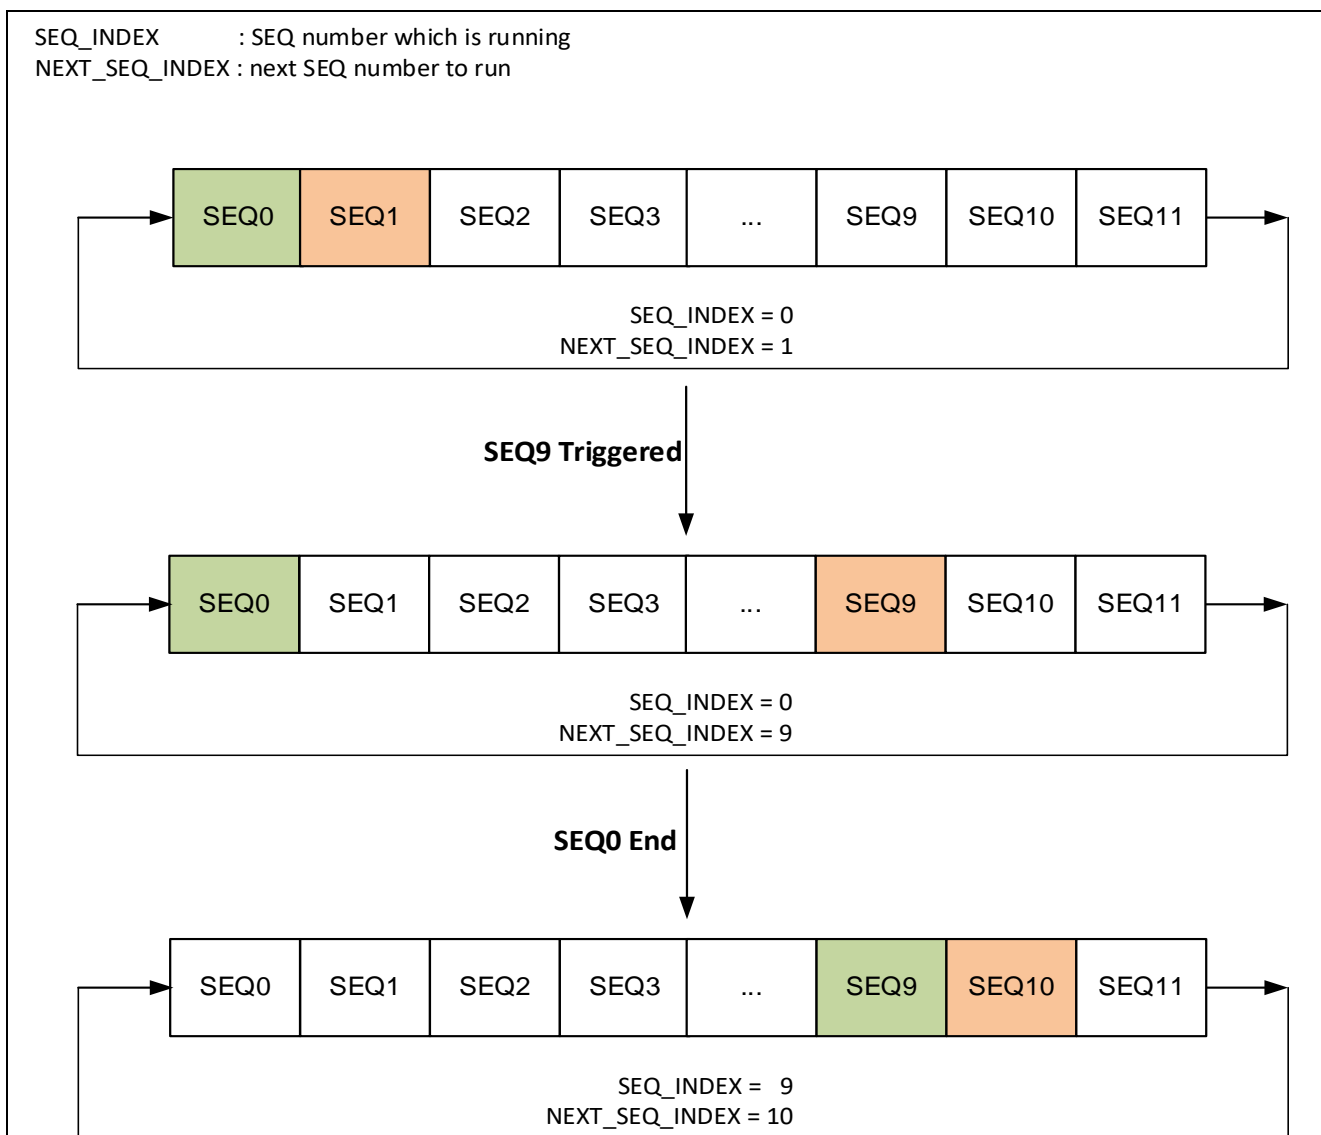 SEQ_INDEX : SEQ number which is running
NEXT_SEQ_INDEX : next SEQ number to run
SEQ0 SEQ1 SEQ2 SEQ3 ... SEQ9 SEQ10 SEQ11
SEQ_INDEX = 0
NEXT_SEQ_INDEX = 1
SEQ9 Triggered
SEQ0 SEQ1 SEQ2 SEQ3 ... SEQ9 SEQ10 SEQ11
SEQ_INDEX = 0
NEXT_SEQ_INDEX = 9
SEQ0 End
SEQ0 SEQ1 SEQ2 SEQ3 ... SEQ9 SEQ10 SEQ11
SEQ_INDEX = 9
NEXT_SEQ_INDEX = 10